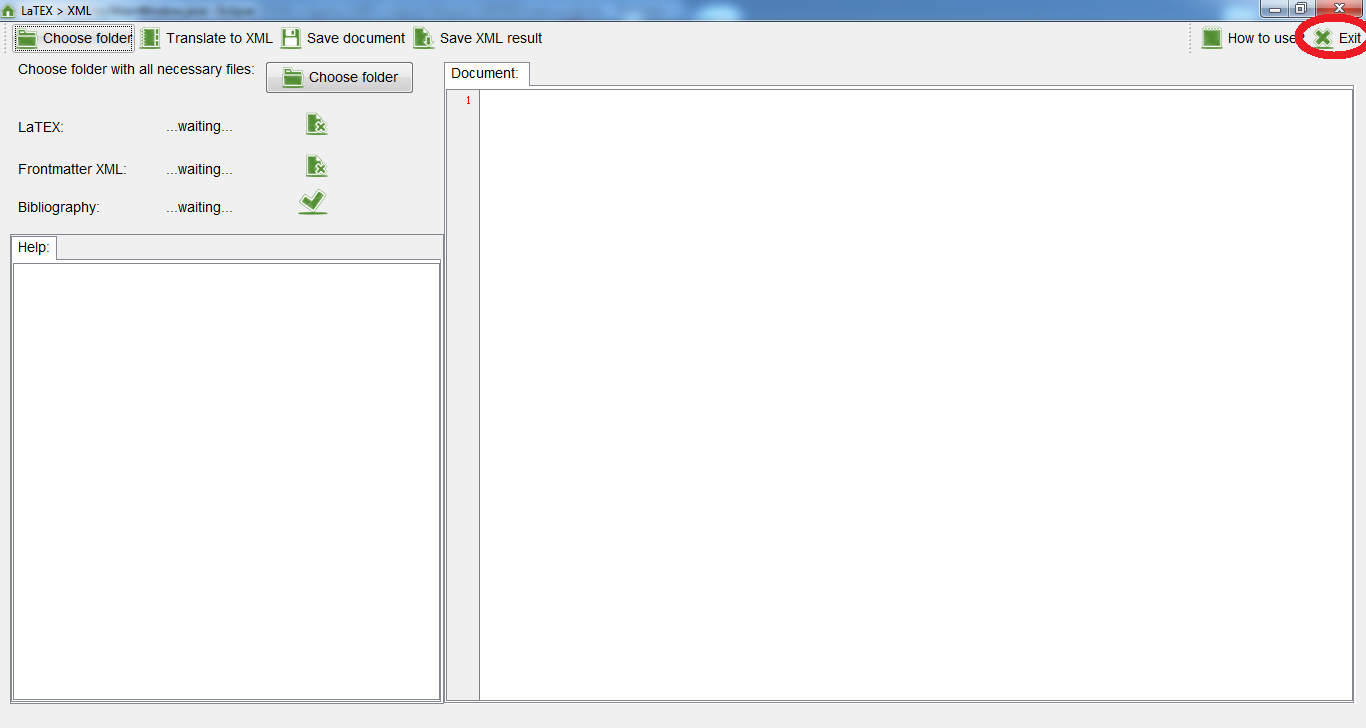 LaTEX > XML
Choose folder Translate to XML Save document Save XML result How to use Exit
Choose folder with all necessary files: Choose folder
Document:
1
LaTEX: ...waiting...
Frontmatter XML: ...waiting...
Bibliography: ...waiting...
Help: